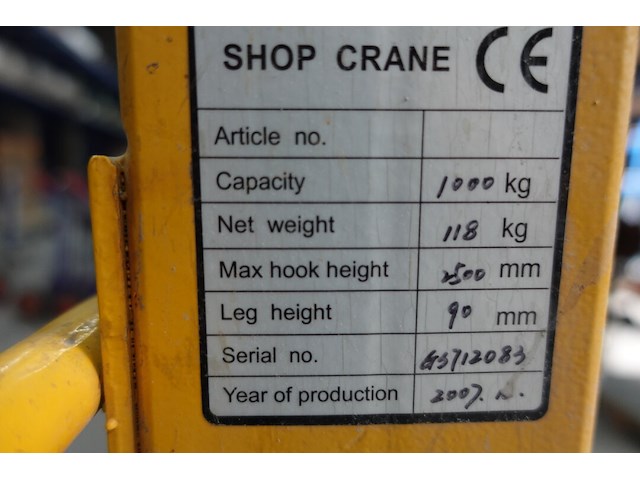 SHOP CRANE CE
Article no.
Capacity 1000 kg
Net weight 118 kg
Max hook height 2500 mm
Leg height 90 mm
Serial no. GS712083
Year of production 2007.